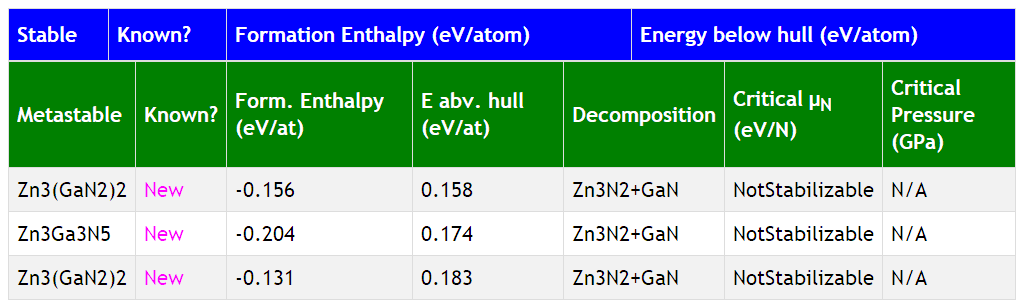 Stable Known? Formation Enthalpy (eV/atom) Energy below hull (eV/atom)
Metastable Known? Form. Enthalpy (eV/at) E abv. hull (eV/at) Decomposition Critical μN (eV/N) Critical Pressure (GPa)
Zn3(GaN2)2 New -0.156 0.158 Zn3N2+GaN NotStabilizable N/A
Zn3Ga3N5 New -0.204 0.174 Zn3N2+GaN NotStabilizable N/A
Zn3(GaN2)2 New -0.131 0.183 Zn3N2+GaN NotStabilizable N/A